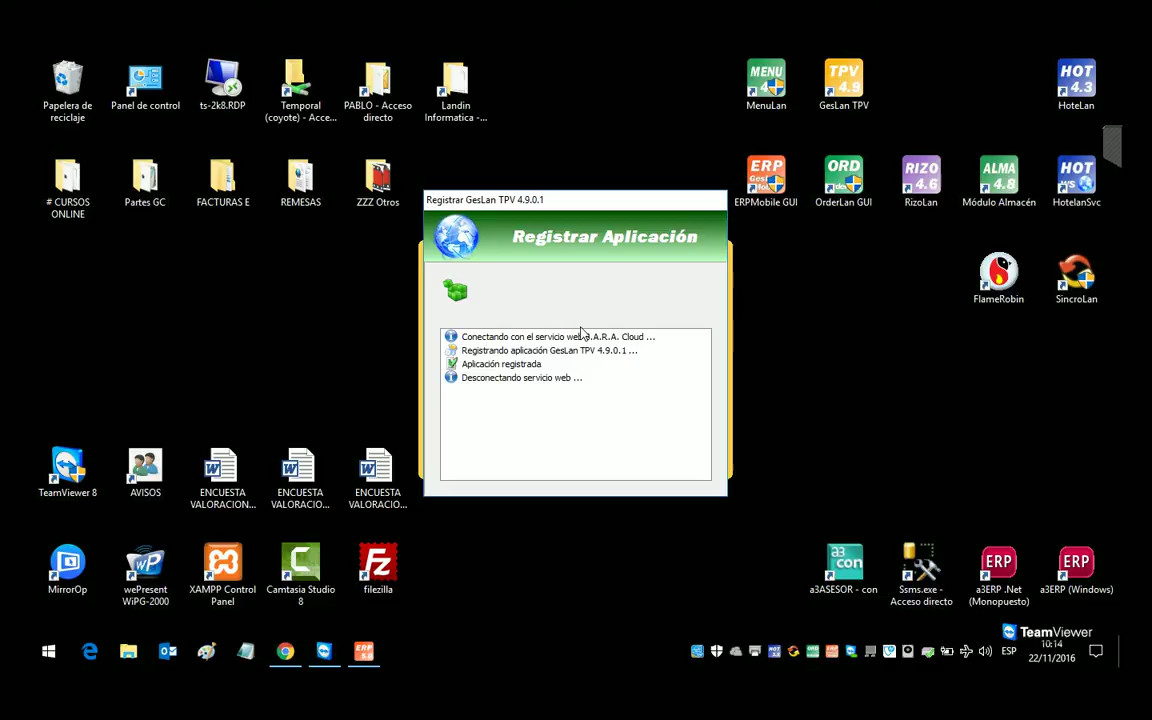 MENU
4.
TPV
4.9
HOT
4.3
Papelera de
reciclaje
Panel de control
ts-2k8.RDP
Temporal
(coyote) - Acce...
PABLO - Acceso
directo
Landin
Informatica -...
MenuLan
GesLan TPV
HoteLan
ERP
ORD
RIZO
4.6
ALMA
4.8
HOT
# CURSOS
ONLINE
Partes GC
FACTURAS E
REMESAS
ZZZ Otros
Registrar GesLan TPV 4.9.0.1
ERPMobile GUI
OrderLan GUI
RizoLan
Módulo Almacén
HotelanSvc
Registrar Aplicación
FlameRobin
SincroLan
Conectando con el servicio web S.A.R.A. Cloud ...
Registrando aplicación GesLan TPV 4.9.0.1 ...
Aplicación registrada
Desconectando servicio web ...
TeamViewer 8
AVISOS
ENCUESTA
VALORACION...
ENCUESTA
VALORACIO...
ENCUESTA
VALORACIO...
MirrorOp
wePresent
WiPG-2000
XAMPP Control
Panel
Camtasia Studio
8
filezilla
a3
con
ERP
ERP
a3ASESOR - con
Ssms.exe -
Acceso directo
a3ERP .Net
(Monopuesto)
a3ERP (Windows)
TeamViewer
ESP
10:14
22/11/2016